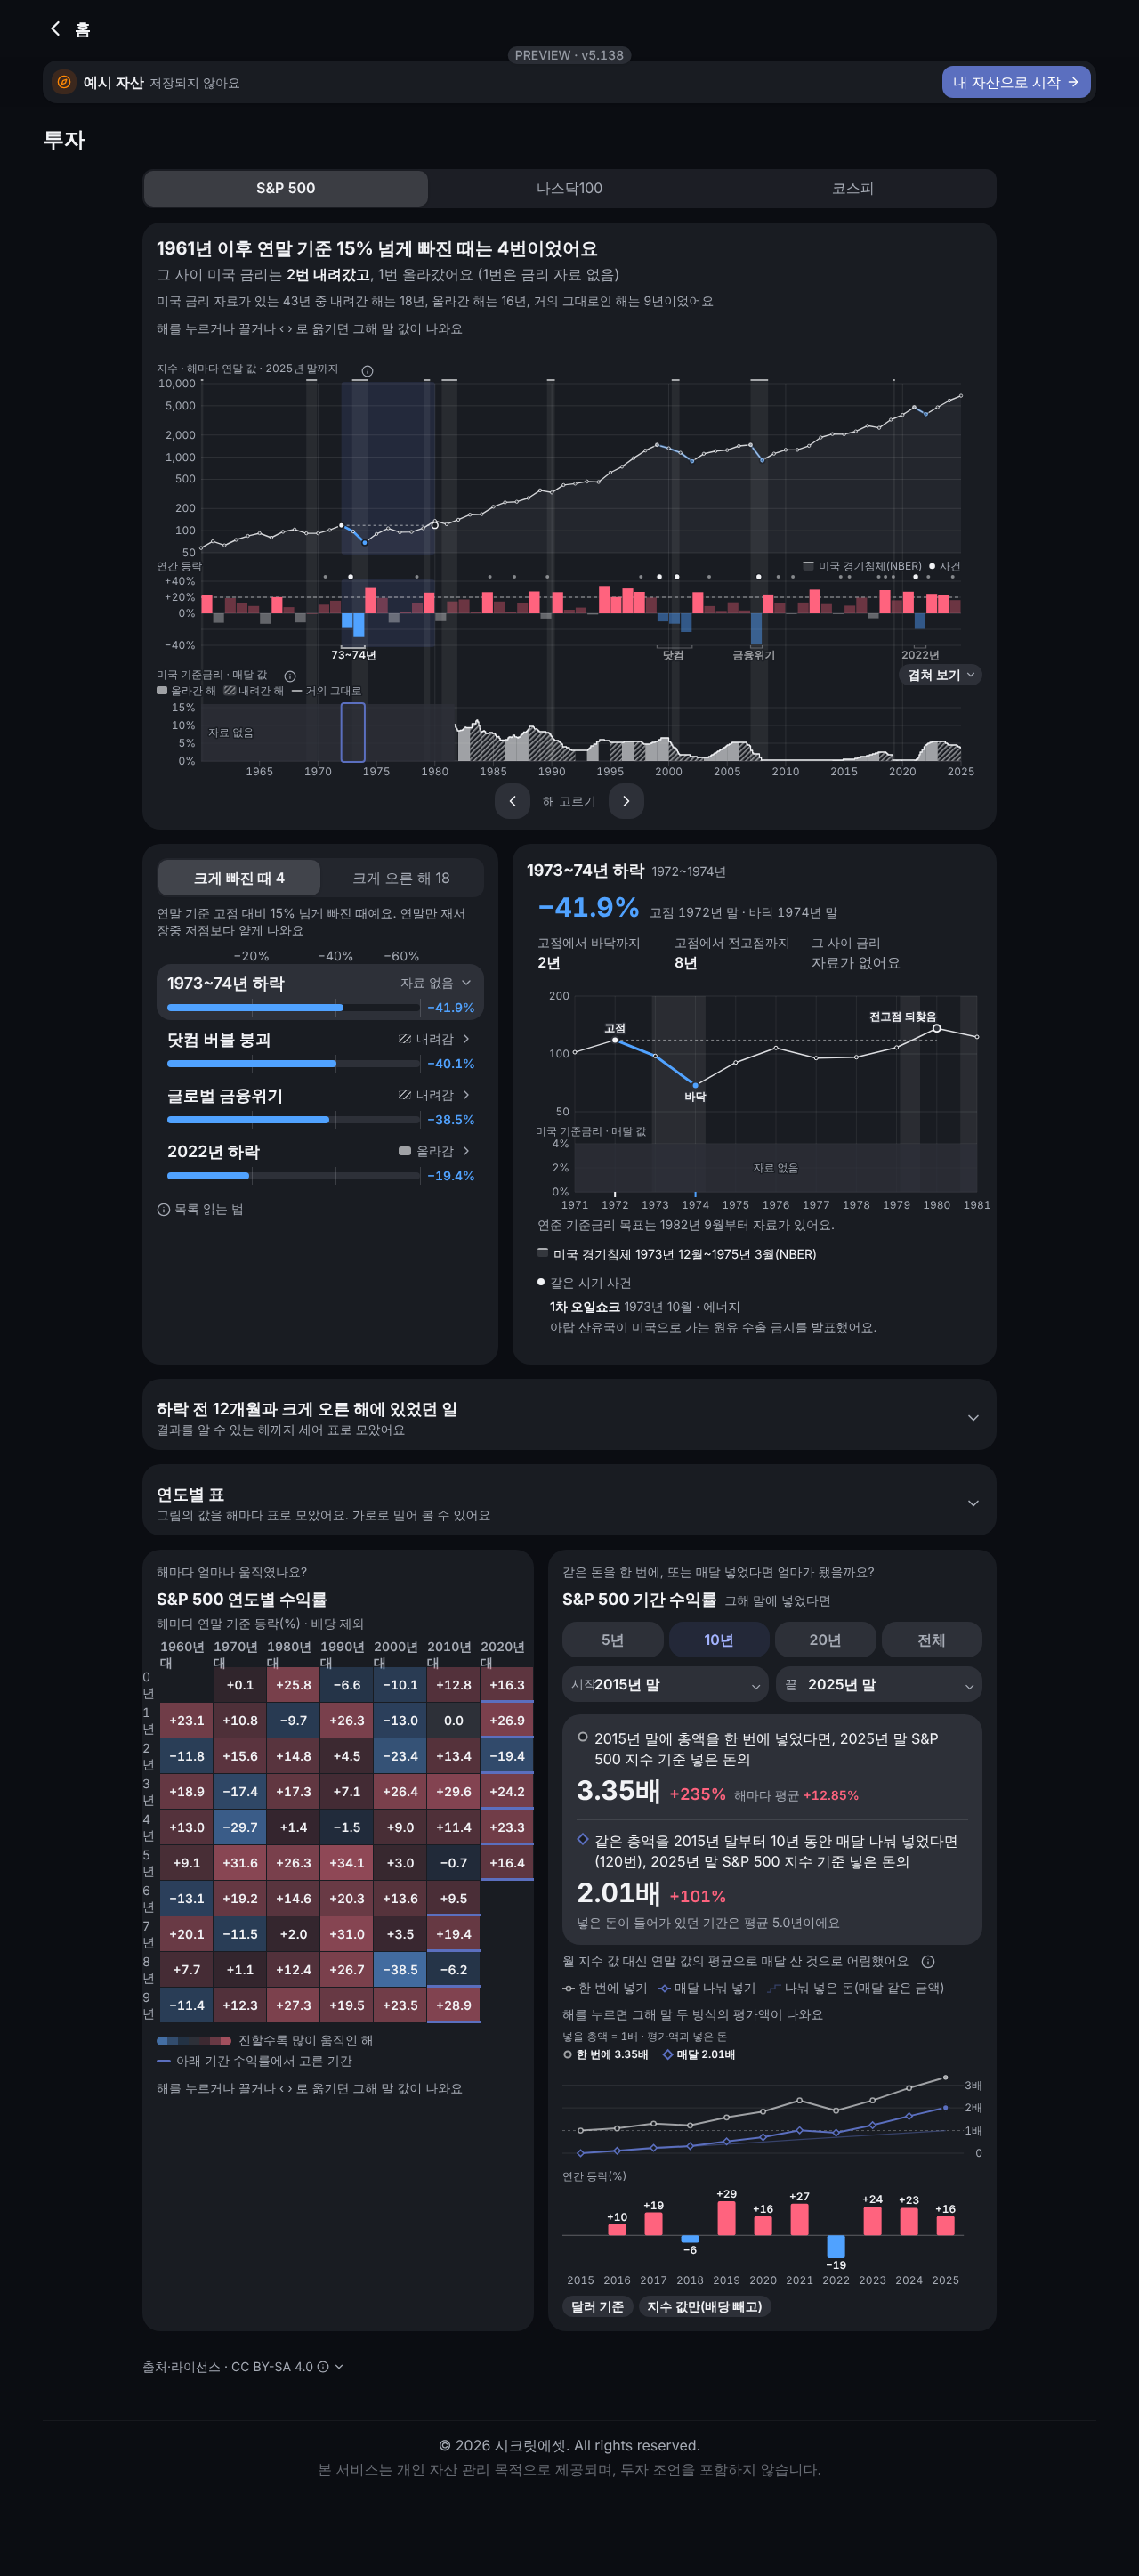 홈
PREVIEW · v5.138
예시 자산 저장되지 않아요
내 자산으로 시작 →
투자
S&P 500 나스닥100 코스피
1961년 이후 연말 기준 15% 넘게 빠진 때는 4번이었어요
그 사이 미국 금리는 2번 내려갔고, 1번 올라갔어요 (1번은 금리 자료 없음)
미국 금리 자료가 있는 43년 중 내려간 해는 18년, 올라간 해는 16년, 거의 그대로인 해는 9년이었어요
해를 누르거나 끌거나 ‹ › 로 옮기면 그해 말 값이 나와요
지수 · 해마다 연말 값 · 2025년 말까지
10,000
5,000
2,000
1,000
500
200
100
50
연간 등락
미국 경기침체(NBER) 사건
+40%
+20%
0%
−40%
73~74년 닷컴 금융위기 2022년
미국 기준금리 · 매달 값
겹쳐 보기
올라간 해 내려간 해 거의 그대로
15%
10%
5%
0%
자료 없음
1965 1970 1975 1980 1985 1990 1995 2000 2005 2010 2015 2020 2025
해 고르기
크게 빠진 때 4 크게 오른 해 18
연말 기준 고점 대비 15% 넘게 빠진 때예요. 연말만 재서
장중 저점보다 얕게 나와요
−20% −40% −60%
1973~74년 하락 자료 없음
−41.9%
닷컴 버블 붕괴 내려감
−40.1%
글로벌 금융위기 내려감
−38.5%
2022년 하락 올라감
−19.4%
목록 읽는 법
1973~74년 하락 1972~1974년
−41.9% 고점 1972년 말 · 바닥 1974년 말
고점에서 바닥까지 고점에서 전고점까지 그 사이 금리
2년 8년 자료가 없어요
200
100
50
고점
바닥
전고점 되찾음
미국 기준금리 · 매달 값
4%
2%
0%
자료 없음
1971 1972 1973 1974 1975 1976 1977 1978 1979 1980 1981
연준 기준금리 목표는 1982년 9월부터 자료가 있어요.
미국 경기침체 1973년 12월~1975년 3월(NBER)
같은 시기 사건
1차 오일쇼크 1973년 10월 · 에너지
아랍 산유국이 미국으로 가는 원유 수출 금지를 발표했어요.
하락 전 12개월과 크게 오른 해에 있었던 일
결과를 알 수 있는 해까지 세어 표로 모았어요
연도별 표
그림의 값을 해마다 표로 모았어요. 가로로 밀어 볼 수 있어요
해마다 얼마나 움직였나요?
S&P 500 연도별 수익률
해마다 연말 기준 등락(%) · 배당 제외
1960년대 1970년대 1980년대 1990년대 2000년대 2010년대 2020년대
0년 +0.1 +25.8 −6.6 −10.1 +12.8 +16.3
1년 +23.1 +10.8 −9.7 +26.3 −13.0 0.0 +26.9
2년 −11.8 +15.6 +14.8 +4.5 −23.4 +13.4 −19.4
3년 +18.9 −17.4 +17.3 +7.1 +26.4 +29.6 +24.2
4년 +13.0 −29.7 +1.4 −1.5 +9.0 +11.4 +23.3
5년 +9.1 +31.6 +26.3 +34.1 +3.0 −0.7 +16.4
6년 −13.1 +19.2 +14.6 +20.3 +13.6 +9.5
7년 +20.1 −11.5 +2.0 +31.0 +3.5 +19.4
8년 +7.7 +1.1 +12.4 +26.7 −38.5 −6.2
9년 −11.4 +12.3 +27.3 +19.5 +23.5 +28.9
진할수록 많이 움직인 해
아래 기간 수익률에서 고른 기간
해를 누르거나 끌거나 ‹ › 로 옮기면 그해 말 값이 나와요
같은 돈을 한 번에, 또는 매달 넣었다면 얼마가 됐을까요?
S&P 500 기간 수익률 그해 말에 넣었다면
5년 10년 20년 전체
시작 2015년 말 끝 2025년 말
2015년 말에 총액을 한 번에 넣었다면, 2025년 말 S&P
500 지수 기준 넣은 돈의
3.35배 +235% 해마다 평균 +12.85%
같은 총액을 2015년 말부터 10년 동안 매달 나눠 넣었다면
(120번), 2025년 말 S&P 500 지수 기준 넣은 돈의
2.01배 +101%
넣은 돈이 들어가 있던 기간은 평균 5.0년이에요
월 지수 값 대신 연말 값의 평균으로 매달 산 것으로 어림했어요
한 번에 넣기 매달 나눠 넣기 나눠 넣은 돈(매달 같은 금액)
해를 누르면 그해 말 두 방식의 평가액이 나와요
넣을 총액 = 1배 · 평가액과 넣은 돈
한 번에 3.35배 매달 2.01배
3배
2배
1배
0
연간 등락(%)
+10 +19 −6 +29 +16 +27 −19 +24 +23 +16
2015 2016 2017 2018 2019 2020 2021 2022 2023 2024 2025
달러 기준 지수 값만(배당 빼고)
출처·라이선스 · CC BY-SA 4.0
© 2026 시크릿에셋. All rights reserved.
본 서비스는 개인 자산 관리 목적으로 제공되며, 투자 조언을 포함하지 않습니다.